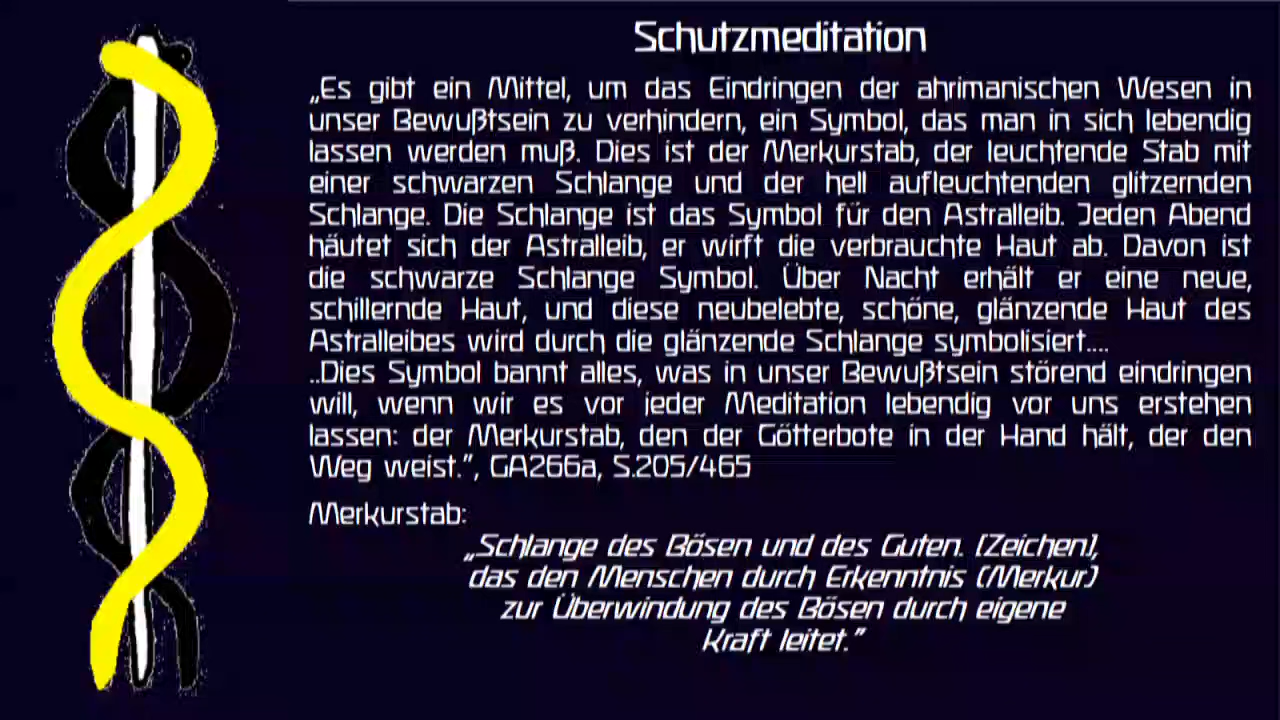 Schutzmeditation
„Es gibt ein Mittel, um das Eindringen der ahrimanischen Wesen in
unser Bewußtsein zu verhindern, ein Symbol, das man in sich lebendig
lassen werden muß. Dies ist der Merkurstab, der leuchtende Stab mit
einer schwarzen Schlange und der hell aufleuchtenden glitzernden
Schlange. Die Schlange ist das Symbol für den Astralleib. Jeden Abend
häutet sich der Astralleib, er wirft die verbrauchte Haut ab. Davon ist
die schwarze Schlange Symbol. Über Nacht erhält er eine neue,
schillernde Haut, und diese neubelebte, schöne, glänzende Haut des
Astralleibes wird durch die glänzende Schlange symbolisiert....
..Dies Symbol bannt alles, was in unser Bewußtsein störend eindringen
will, wenn wir es vor jeder Meditation lebendig vor uns erstehen
lassen: der Merkurstab, den der Götterbote in der Hand hält, der den
Weg weist.”, GA266a, S.205/465
Merkurstab:
„Schlange des Bösen und des Guten. (Zeichen),
das den Menschen durch Erkenntnis (Merkur)
zur Überwindung des Bösen durch eigene
Kraft leitet.”